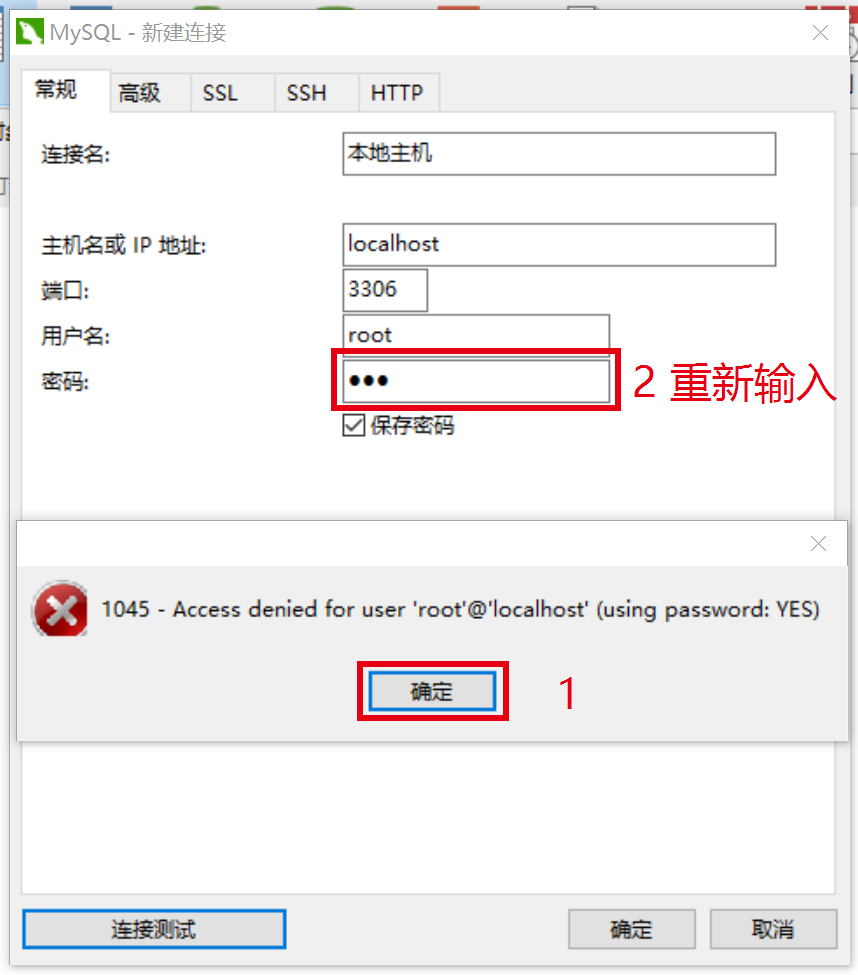 MySQL - 新建连接
常规 高级 SSL SSH HTTP
连接名: 本地主机
主机名或 IP 地址: localhost
端口: 3306
用户名: root
密码: ●●● 2 重新输入
保存密码
1045 - Access denied for user 'root'@'localhost' (using password: YES)
确定 1
连接测试 确定 取消